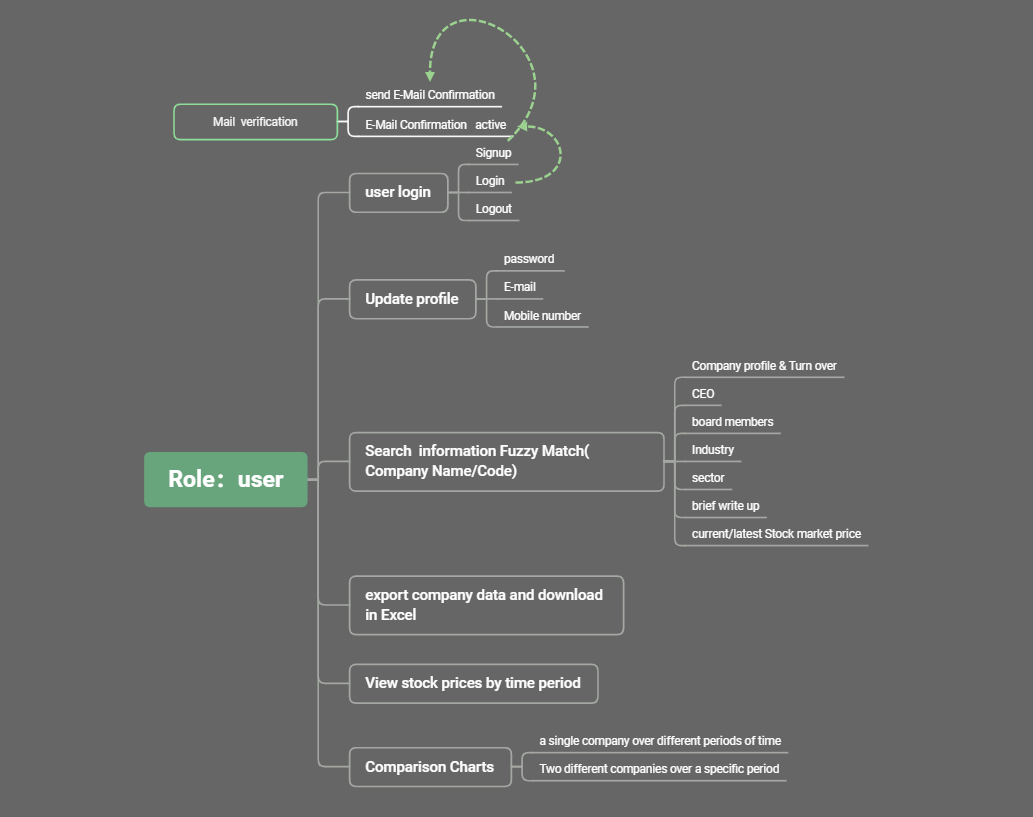 send E-Mail Confirmation
Mail verification
E-Mail Confirmation active
Signup
user login
Login
Logout
password
Update profile
E-mail
Mobile number
Company profile & Turn over
CEO
board members
Search information Fuzzy Match(
Company Name/Code)
Industry
sector
brief write up
current/latest Stock market price
Role：user
export company data and download
in Excel
View stock prices by time period
Comparison Charts
a single company over different periods of time
Two different companies over a specific period